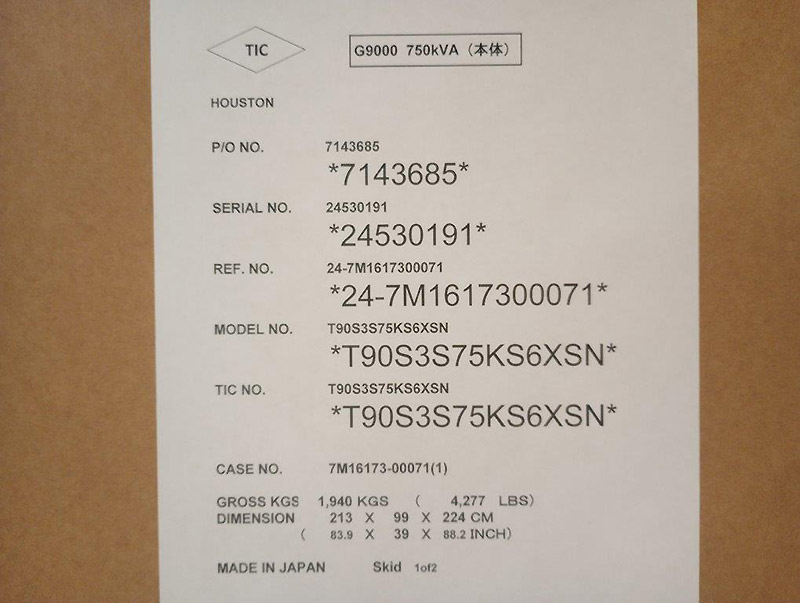 TIC
G9000 750kVA（本体）
HOUSTON
P/O NO. 7143685
*7143685*
SERIAL NO. 24530191
*24530191*
REF. NO. 24-7M1617300071
*24-7M1617300071*
MODEL NO. T90S3S75KS6XSN
*T90S3S75KS6XSN*
TIC NO. T90S3S75KS6XSN
*T90S3S75KS6XSN*
CASE NO. 7M16173-00071(1)
GROSS KGS 1,940 KGS ( 4,277 LBS)
DIMENSION 213 X 99 X 224 CM
( 83.9 X 39 X 88.2 INCH)
MADE IN JAPAN Skid 1of2